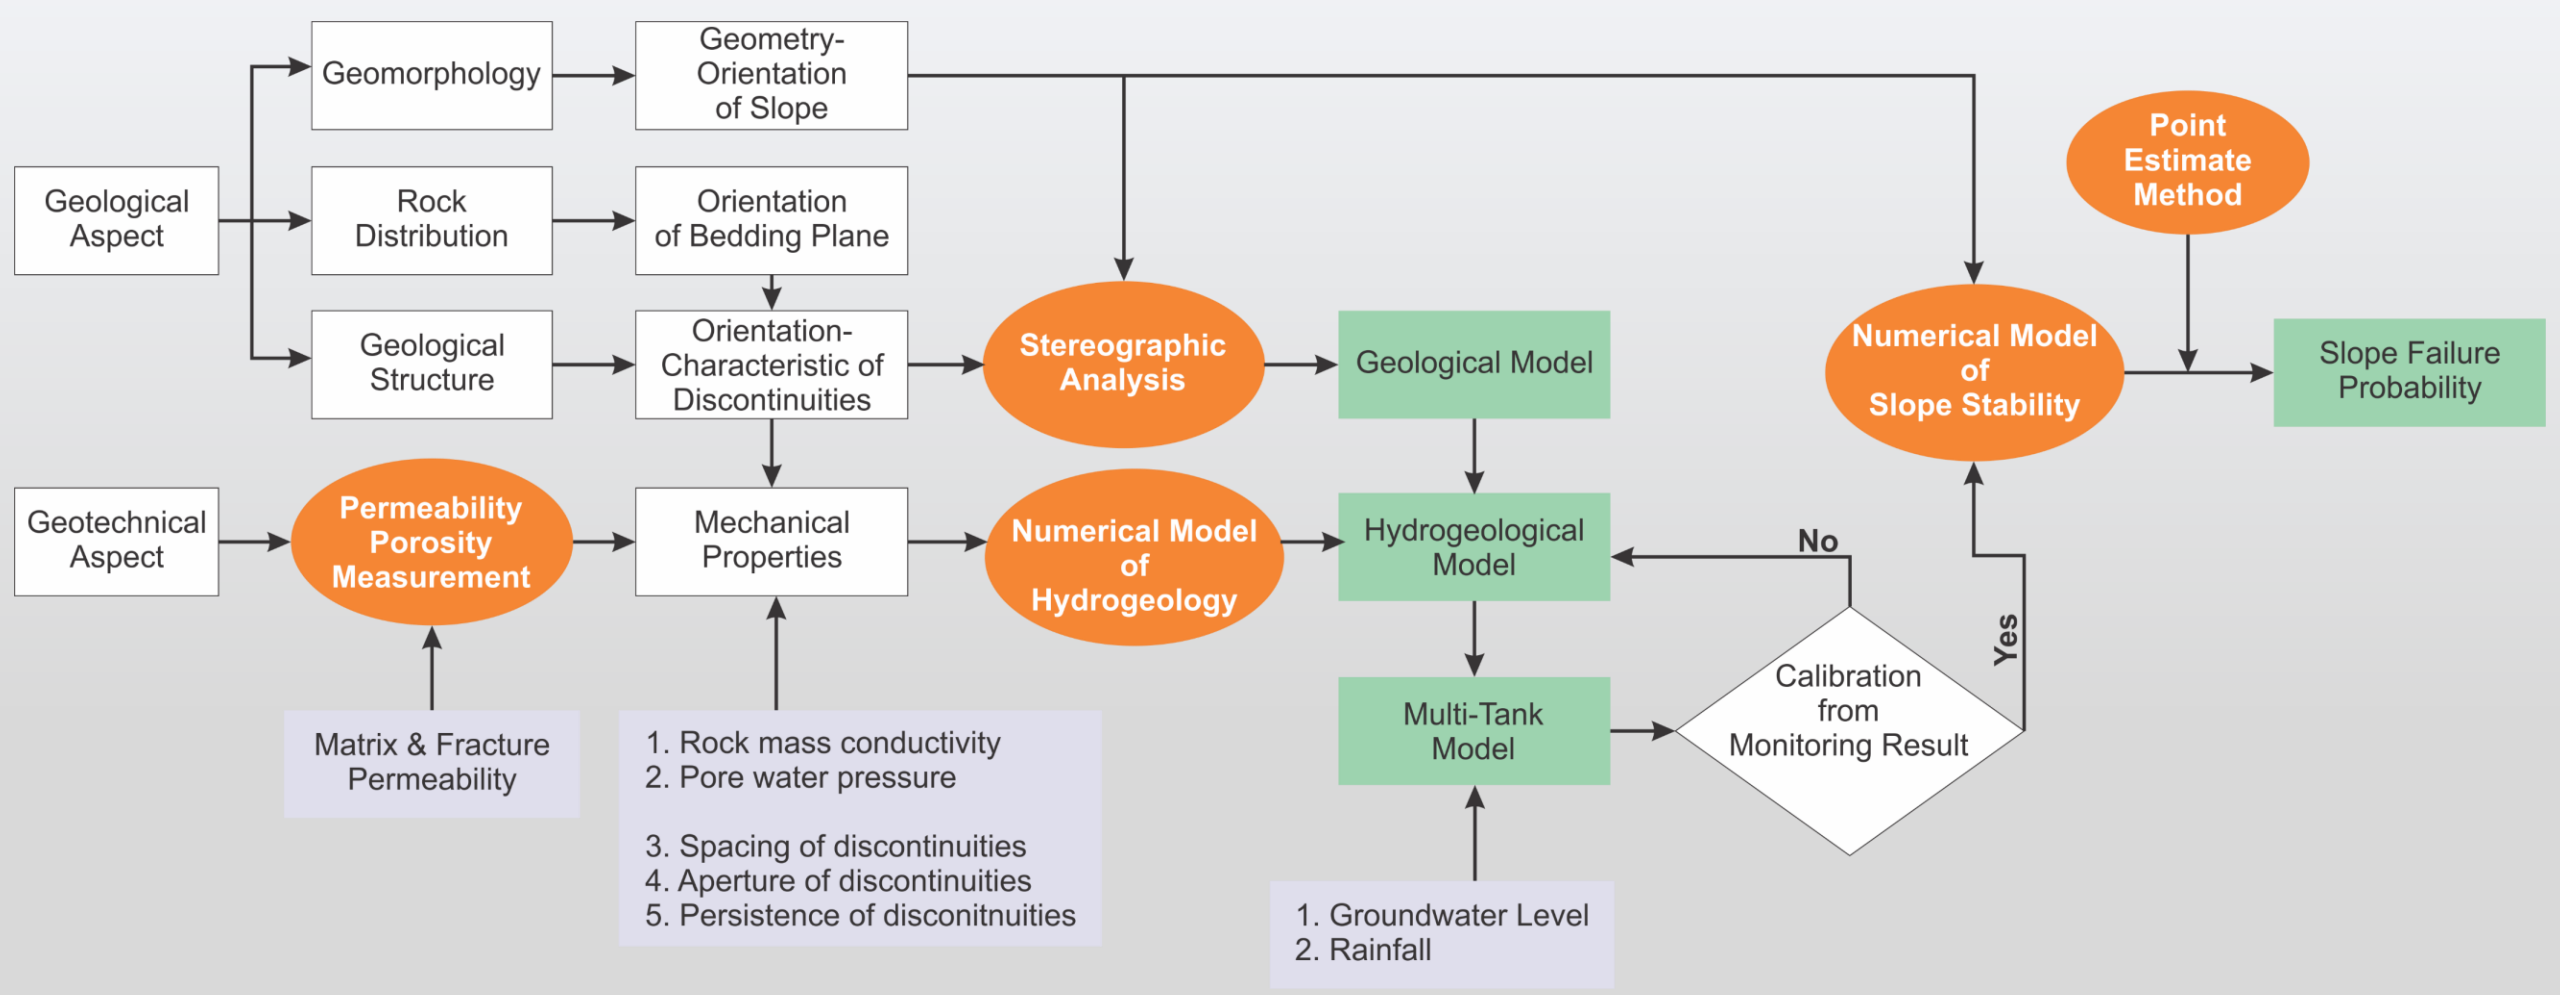 Geological
Aspect
Geomorphology
Geometry-
Orientation
of Slope
Rock
Distribution
Orientation
of Bedding Plane
Geological
Structure
Orientation-
Characteristic of
Discontinuities
Stereographic
Analysis
Geological Model
Numerical Model
of
Slope Stability
Point
Estimate
Method
Slope Failure
Probability
Geotechnical
Aspect
Permeability
Porosity
Measurement
Mechanical
Properties
Numerical Model
of
Hydrogeology
Hydrogeological
Model
No
Yes
Matrix & Fracture
Permeability
1. Rock mass conductivity
2. Pore water pressure
3. Spacing of discontinuities
4. Aperture of discontinuities
5. Persistence of disconitnuities
Multi-Tank
Model
Calibration
from
Monitoring Result
1. Groundwater Level
2. Rainfall